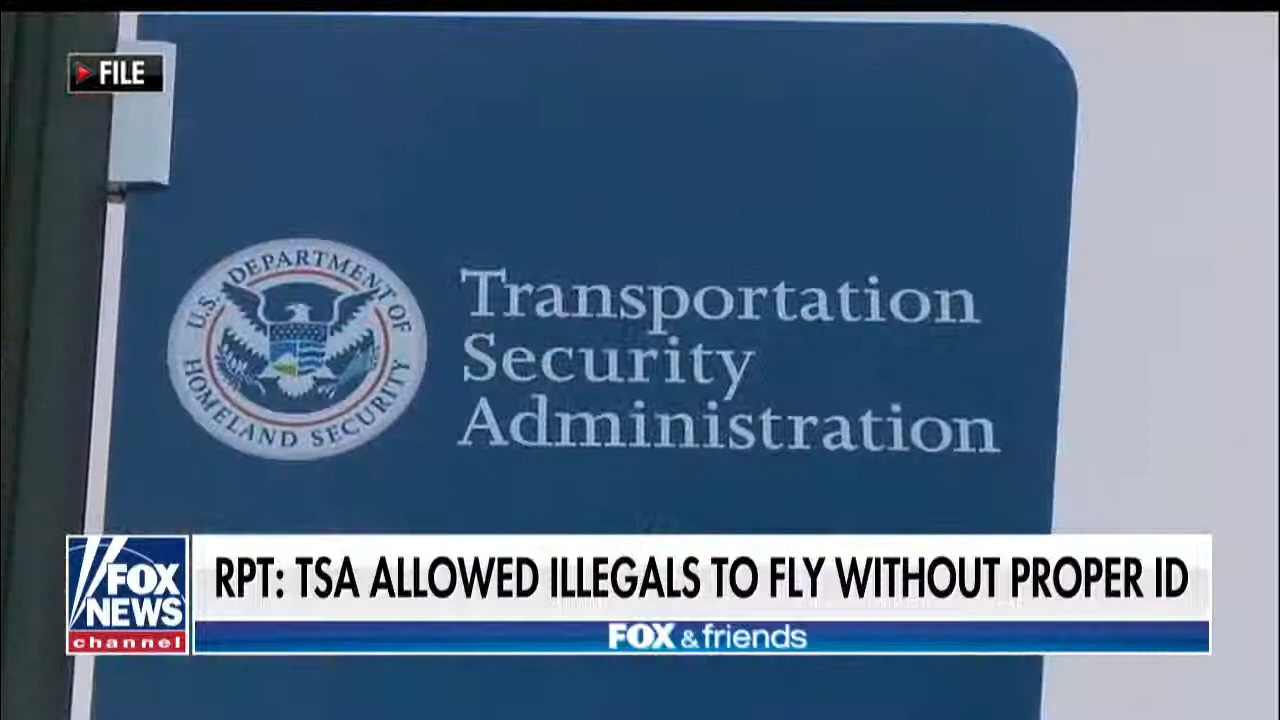 FILE
U.S. DEPARTMENT OF
HOMELAND SECURITY
Transportation
Security
Administration
FOX
NEWS
channel
RPT: TSA ALLOWED ILLEGALS TO FLY WITHOUT PROPER ID
FOX & friends